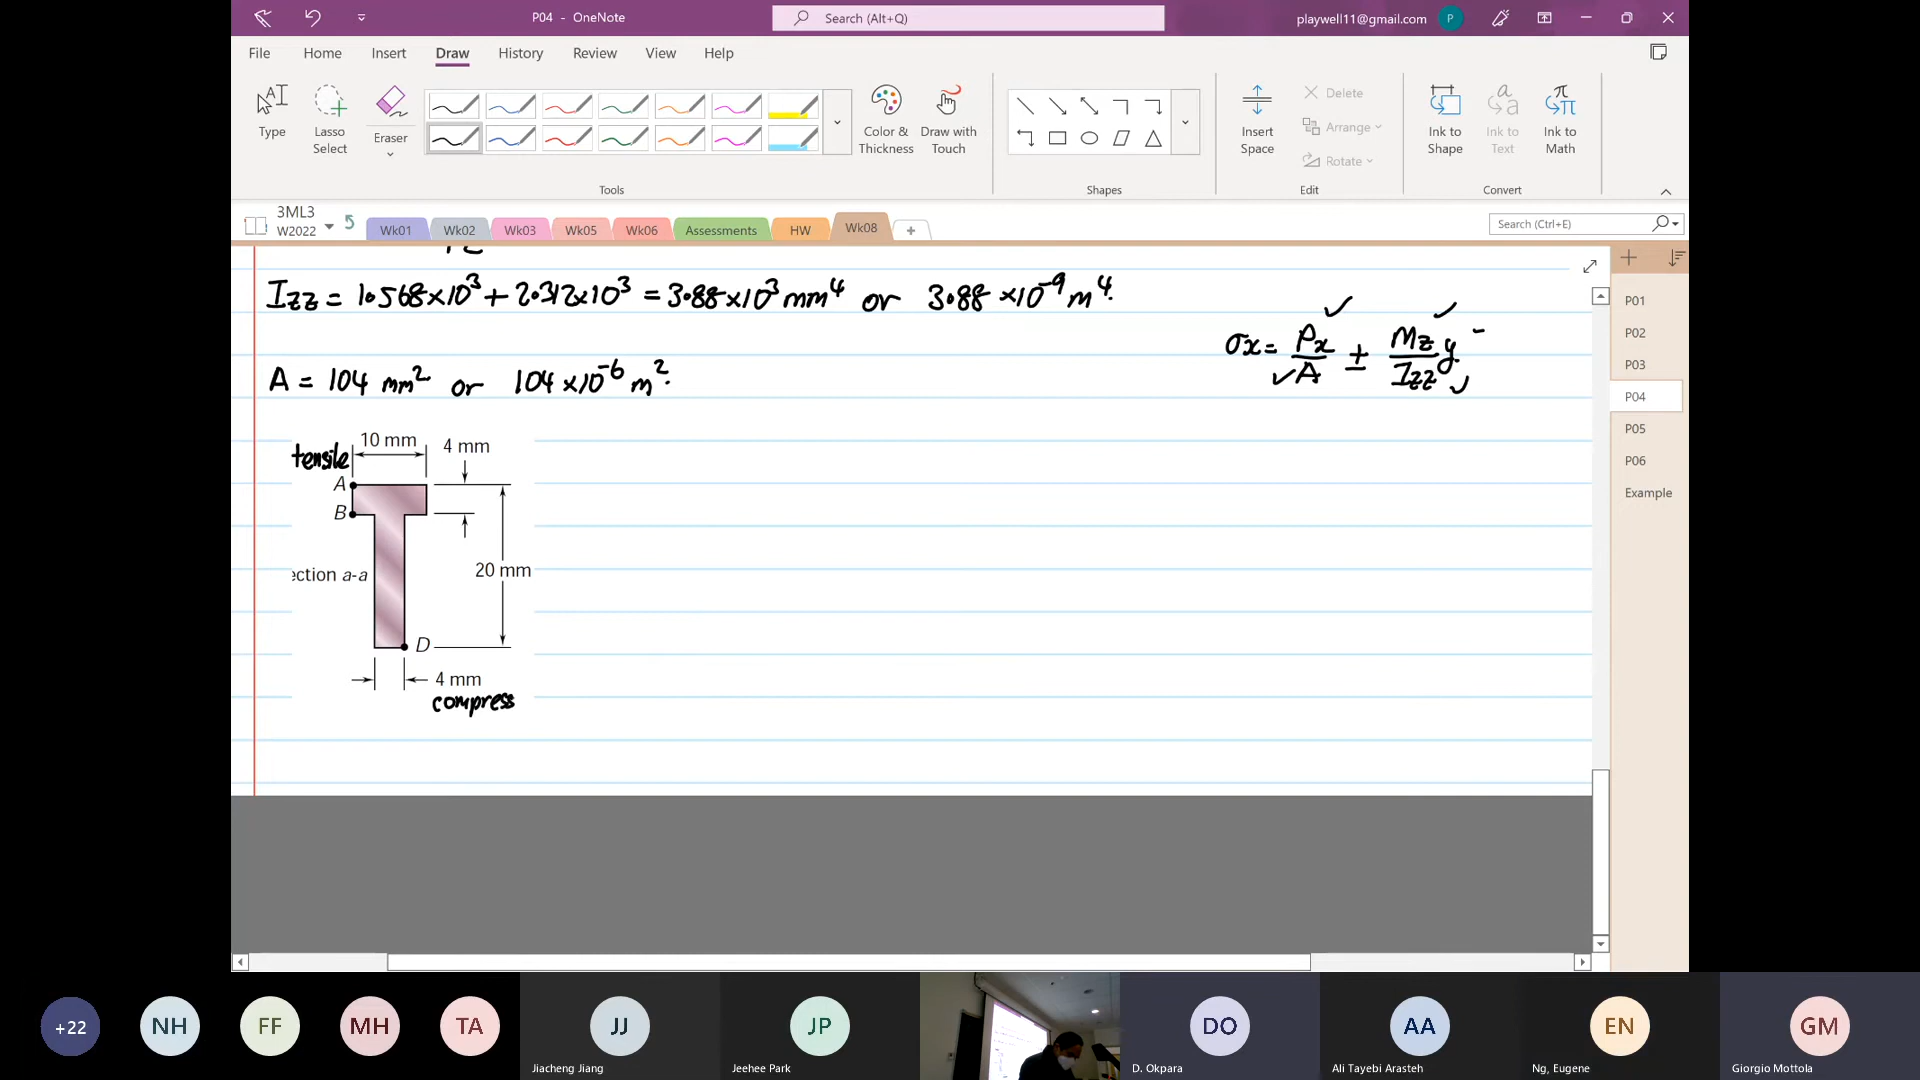 P04 - OneNote
Search (Alt+Q)
playwell11@gmail.com
P
File Home Insert Draw History Review View Help
Type
Lasso Select
Eraser
Color & Thickness
Draw with Touch
Insert Space
Delete
Arrange
Rotate
Ink to Shape
Ink to Text
Ink to Math
Tools
Shapes
Edit
Convert
3ML3
W2022
Wk01 Wk02 Wk03 Wk05 Wk06 Assessments HW Wk08
Search (Ctrl+E)
Izz = 1.568×10³ + 2.312×10³ = 3.88×10³ mm⁴ or 3.88×10⁻⁹ m⁴.
σx = Px/A ± Mz/Izz y
A = 104 mm² or 104×10⁻⁶ m².
10 mm
4 mm
tensile
A
B
ection a-a
20 mm
D
4 mm
compress
P01
P02
P03
P04
P05
P06
Example
+22 NH FF MH TA JJ JP DO AA EN GM
Jiacheng Jiang
Jeehee Park
D. Okpara
Ali Tayebi Arasteh
Ng, Eugene
Giorgio Mottola